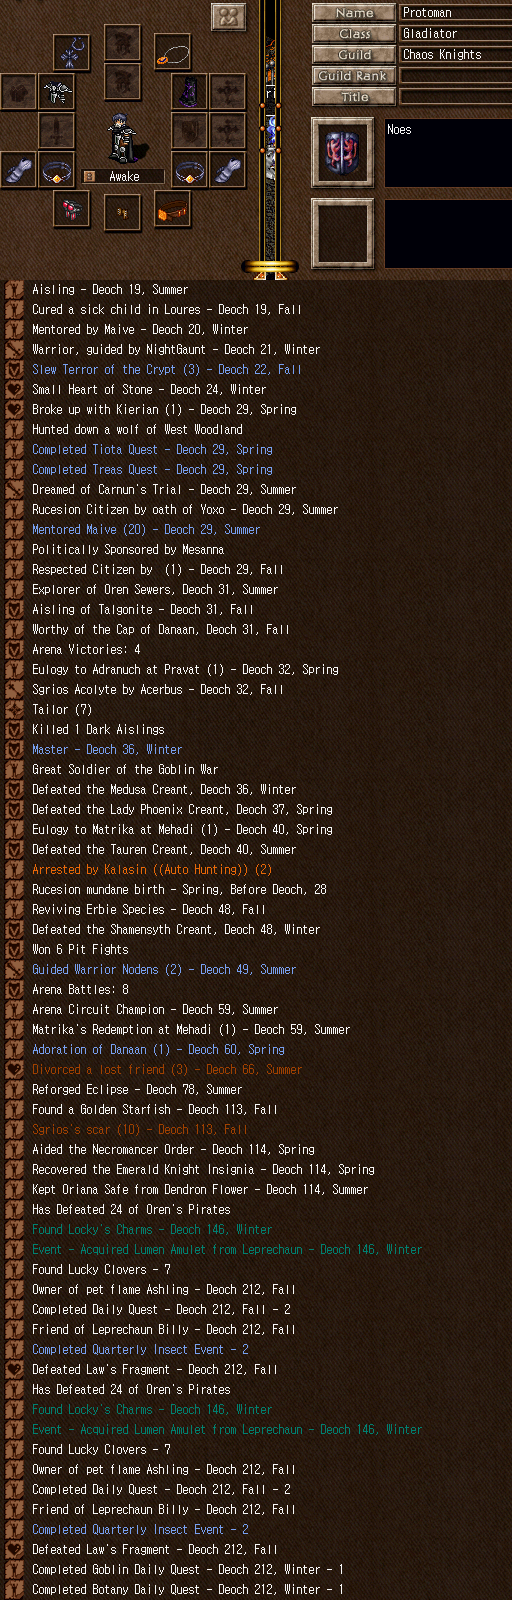 Name Protoman
Class Gladiator
Guild Chaos Knights
Guild Rank
Title
ri
Noes
Awake
Aisling - Deoch 19, Summer
Cured a sick child in Loures - Deoch 19, Fall
Mentored by Maive - Deoch 20, Winter
Warrior, guided by NightGaunt - Deoch 21, Winter
Slew Terror of the Crypt (3) - Deoch 22, Fall
Small Heart of Stone - Deoch 24, Winter
Broke up with Kierian (1) - Deoch 29, Spring
Hunted down a wolf of West Woodland
Completed Tiota Quest - Deoch 29, Spring
Completed Treas Quest - Deoch 29, Spring
Dreamed of Carnun's Trial - Deoch 29, Summer
Rucesion Citizen by oath of Yoxo - Deoch 29, Summer
Mentored Maive (20) - Deoch 29, Summer
Politically Sponsored by Mesanna
Respected Citizen by  (1) - Deoch 29, Fall
Explorer of Oren Sewers, Deoch 31, Summer
Aisling of Talgonite - Deoch 31, Fall
Worthy of the Cap of Danaan, Deoch 31, Fall
Arena Victories: 4
Eulogy to Adranuch at Pravat (1) - Deoch 32, Spring
Sgrios Acolyte by Acerbus - Deoch 32, Fall
Tailor (7)
Killed 1 Dark Aislings
Master - Deoch 36, Winter
Great Soldier of the Goblin War
Defeated the Medusa Creant, Deoch 36, Winter
Defeated the Lady Phoenix Creant, Deoch 37, Spring
Eulogy to Matrika at Mehadi (1) - Deoch 40, Spring
Defeated the Tauren Creant, Deoch 40, Summer
Arrested by Kalasin ((Auto Hunting)) (2)
Rucesion mundane birth - Spring, Before Deoch, 28
Reviving Erbie Species - Deoch 48, Fall
Defeated the Shamensyth Creant, Deoch 48, Winter
Won 6 Pit Fights
Guided Warrior Nodens (2) - Deoch 49, Summer
Arena Battles: 8
Arena Circuit Champion - Deoch 59, Summer
Matrika's Redemption at Mehadi (1) - Deoch 59, Summer
Adoration of Danaan (1) - Deoch 60, Spring
Divorced a lost friend (3) - Deoch 66, Summer
Reforged Eclipse - Deoch 78, Summer
Found a Golden Starfish - Deoch 113, Fall
Sgrios's scar (10) - Deoch 113, Fall
Aided the Necromancer Order - Deoch 114, Spring
Recovered the Emerald Knight Insignia - Deoch 114, Spring
Kept Oriana Safe from Dendron Flower - Deoch 114, Summer
Has Defeated 24 of Oren's Pirates
Found Locky's Charms - Deoch 146, Winter
Event - Acquired Lumen Amulet from Leprechaun - Deoch 146, Winter
Found Lucky Clovers - 7
Owner of pet flame Ashling - Deoch 212, Fall
Completed Daily Quest - Deoch 212, Fall - 2
Friend of Leprechaun Billy - Deoch 212, Fall
Completed Quarterly Insect Event - 2
Defeated Law's Fragment - Deoch 212, Fall
Has Defeated 24 of Oren's Pirates
Found Locky's Charms - Deoch 146, Winter
Event - Acquired Lumen Amulet from Leprechaun - Deoch 146, Winter
Found Lucky Clovers - 7
Owner of pet flame Ashling - Deoch 212, Fall
Completed Daily Quest - Deoch 212, Fall - 2
Friend of Leprechaun Billy - Deoch 212, Fall
Completed Quarterly Insect Event - 2
Defeated Law's Fragment - Deoch 212, Fall
Completed Goblin Daily Quest - Deoch 212, Winter - 1
Completed Botany Daily Quest - Deoch 212, Winter - 1